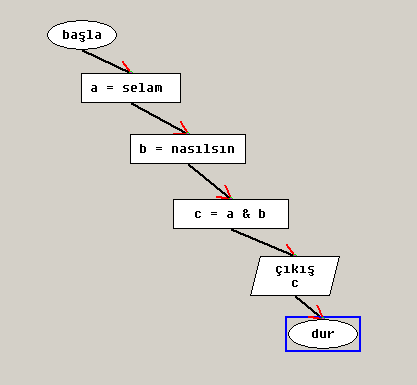 başla
a = selam
b = nasılsın
c = a & b
çıkış
c
dur